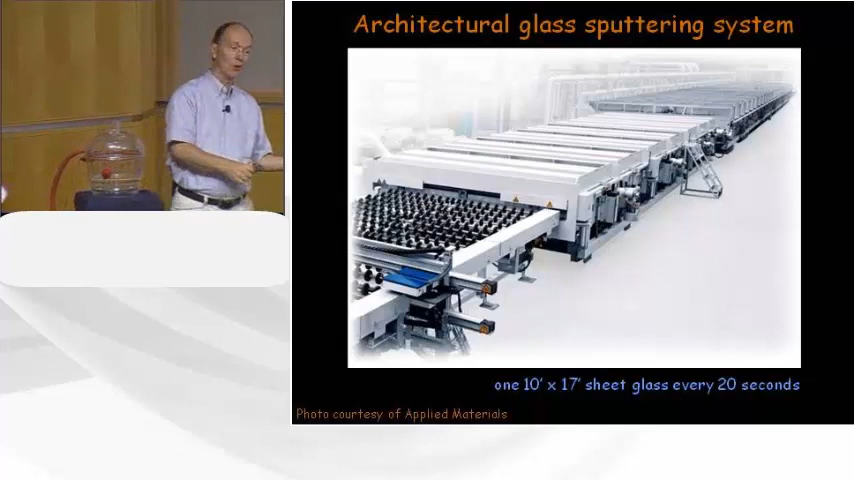 Architectural glass sputtering system
one 10' x 17' sheet glass every 20 seconds
Photo courtesy of Applied Materials